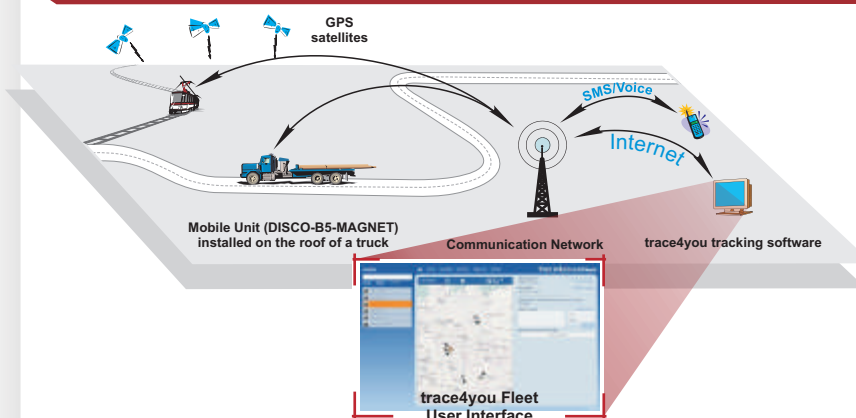 GPS
satellites
SMS/Voice
Internet
Mobile Unit (DISCO-B5-MAGNET)
installed on the roof of a truck
Communication Network
trace4you tracking software
trace4you Fleet
User Interface